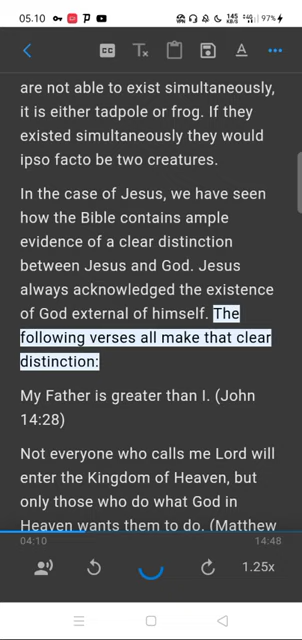 05.10
145
KB/S
97%
CC
are not able to exist simultaneously,
it is either tadpole or frog. If they
existed simultaneously they would
ipso facto be two creatures.
In the case of Jesus, we have seen
how the Bible contains ample
evidence of a clear distinction
between Jesus and God. Jesus
always acknowledged the existence
of God external of himself. The
following verses all make that clear
distinction:
My Father is greater than I. (John
14:28)
Not everyone who calls me Lord will
enter the Kingdom of Heaven, but
only those who do what God in
Heaven wants them to do. (Matthew
04:10
14:48
1.25x